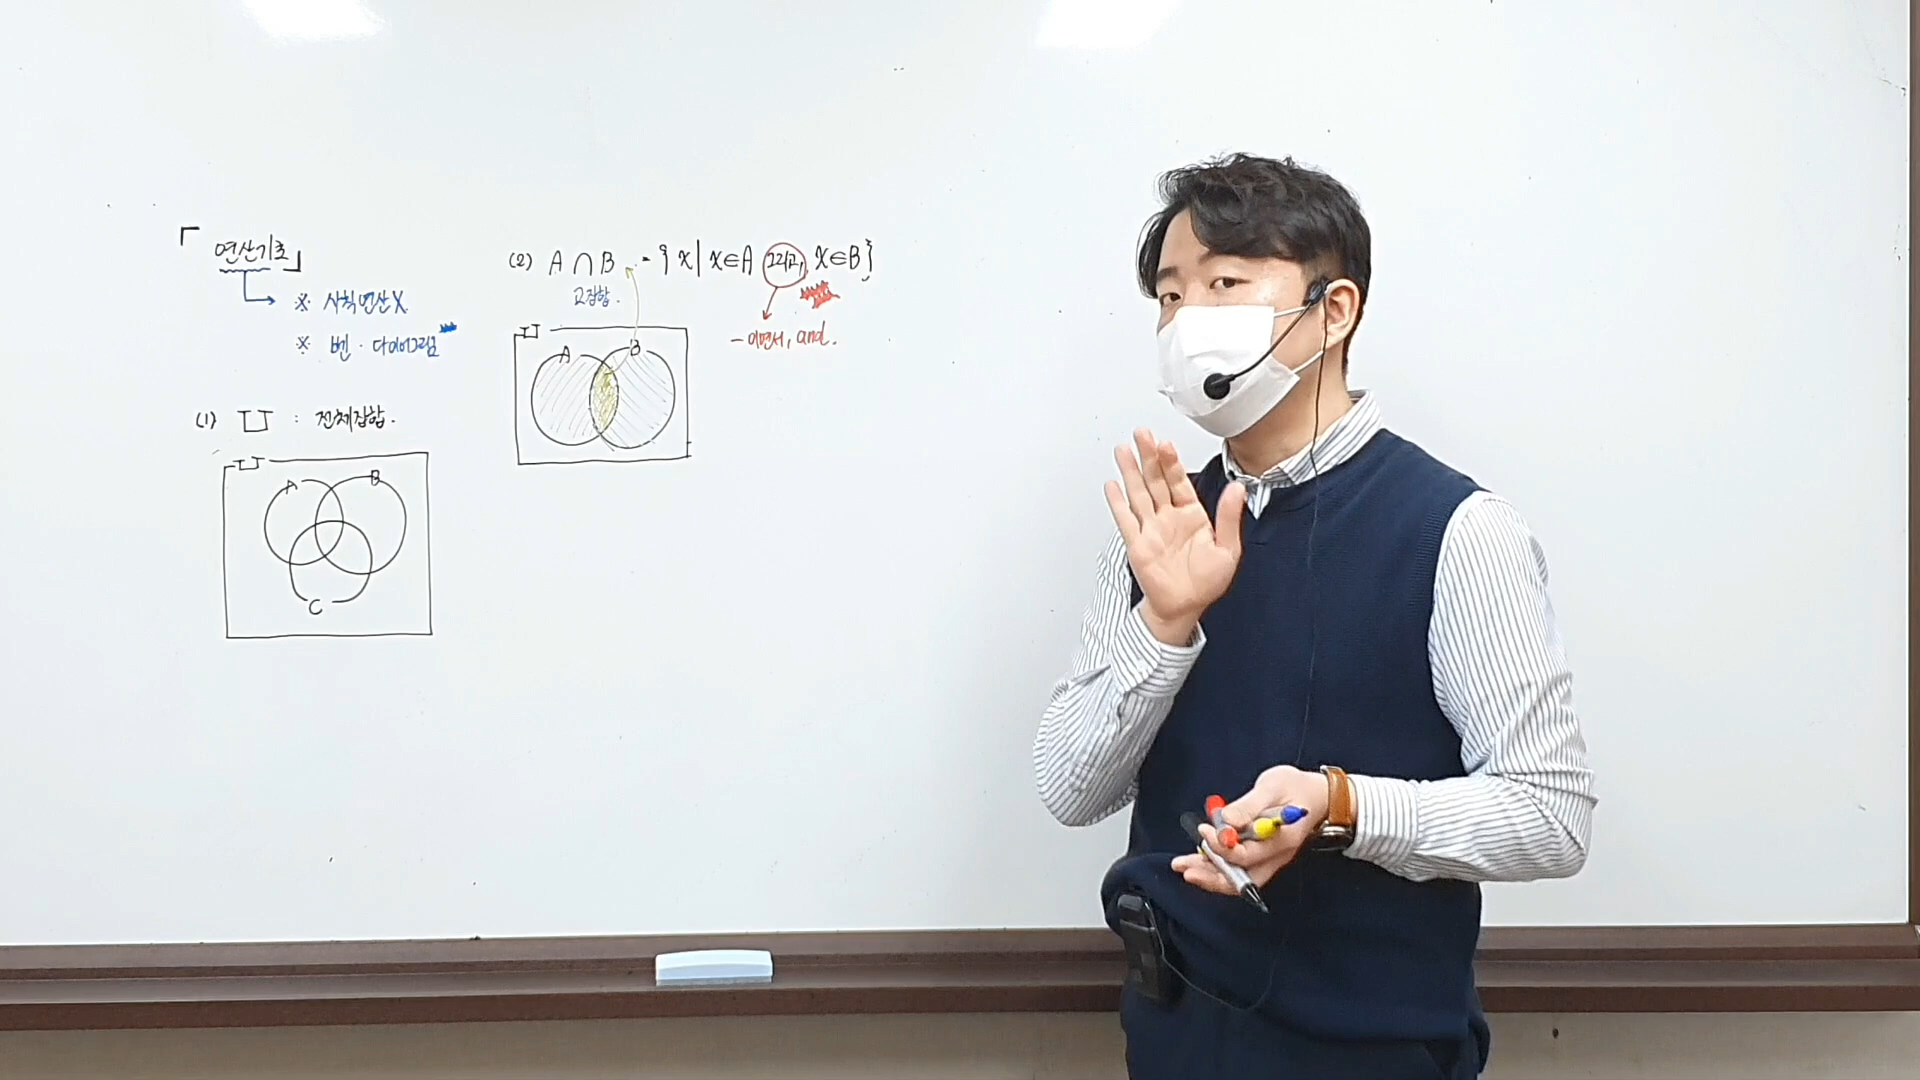 「연산기초」
※ 사칙연산X
※ 벤·다이어그램
(1) U : 전체집합.
U
A B
C
(2) A∩B = {x | x∈A 그리고, x∈B}
교집합.
-이면서, and.
U
A B